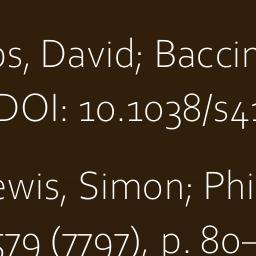 os, David; Baccin
DOI: 10.1038/s41
ewis, Simon; Phi
579 (7797), p. 80–